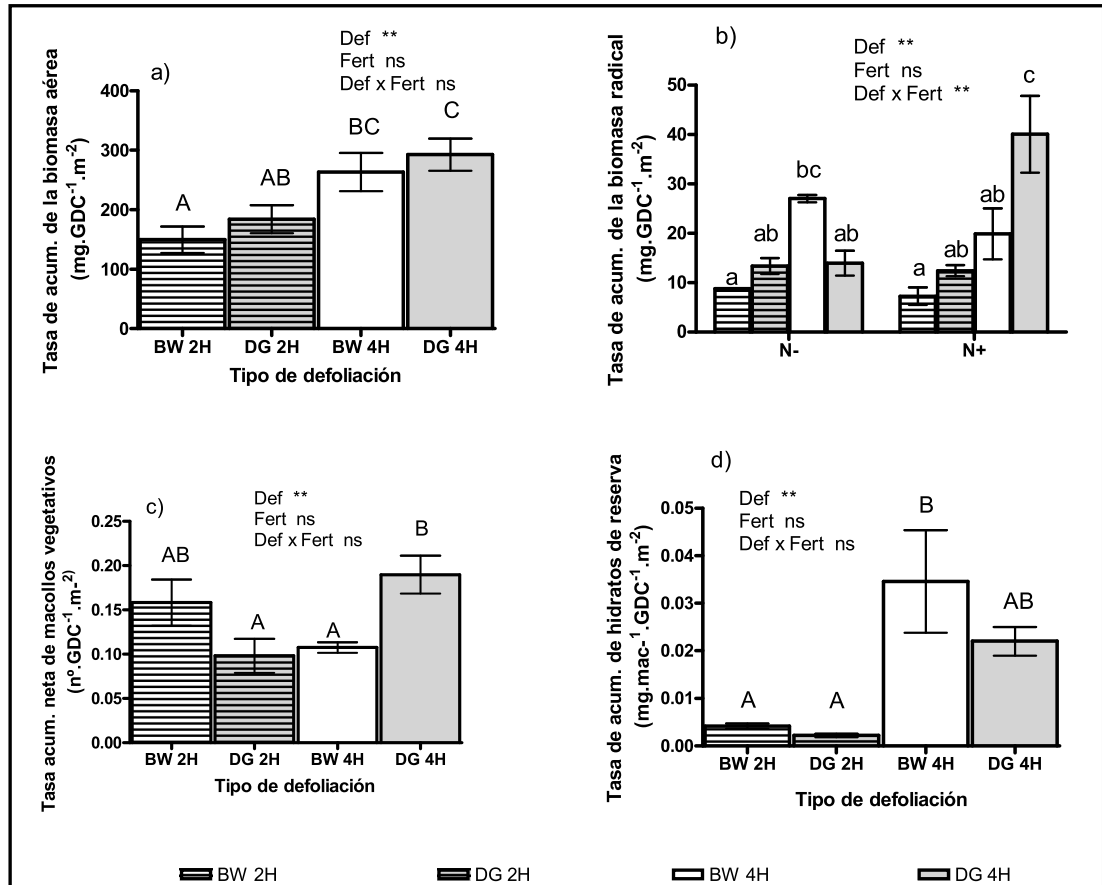 a)
Def **
Fert ns
Def x Fert ns
Tasa de acum. de la biomasa aérea
(mg.GDC-1.m-2)
400
300
200
100
0
A
AB
BC
C
BW 2H DG 2H BW 4H DG 4H
Tipo de defoliación
b)
Def **
Fert ns
Def x Fert **
Tasa de acum. de la biomasa radical
(mg.GDC-1.m-2)
50
40
30
20
10
0
a
ab
bc
ab
a
ab
ab
c
N- N+
c)
Def **
Fert ns
Def x Fert ns
Tasa acum. neta de macollos vegetativos
(nº.GDC-1.m-2)
0.25
0.20
0.15
0.10
0.05
0.00
AB
A
A
B
BW 2H DG 2H BW 4H DG 4H
Tipo de defoliación
d)
Def **
Fert ns
Def x Fert ns
Tasa de acum. de hidratos de reserva
(mg.mac-1.GDC-1.m-2)
0.05
0.04
0.03
0.02
0.01
0.00
A
A
B
AB
BW 2H DG 2H BW 4H DG 4H
Tipo de defoliación
BW 2H DG 2H BW 4H DG 4H